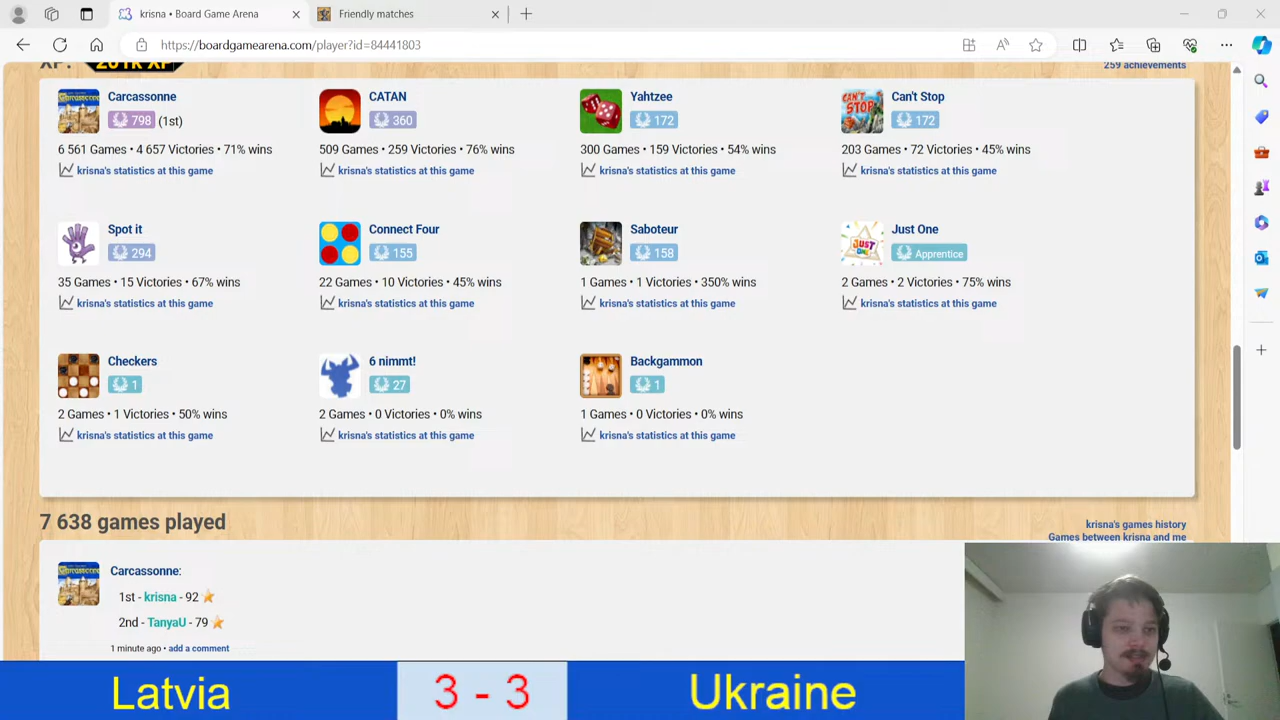 krisna • Board Game Arena
Friendly matches
https://boardgamearena.com/player?id=84441803
XP: 201k XP
259 achievements
Carcassonne
798 (1st)
6 561 Games • 4 657 Victories • 71% wins
krisna's statistics at this game
CATAN
360
509 Games • 259 Victories • 76% wins
krisna's statistics at this game
Yahtzee
172
300 Games • 159 Victories • 54% wins
krisna's statistics at this game
Can't Stop
172
203 Games • 72 Victories • 45% wins
krisna's statistics at this game
Spot it
294
35 Games • 15 Victories • 67% wins
krisna's statistics at this game
Connect Four
155
22 Games • 10 Victories • 45% wins
krisna's statistics at this game
Saboteur
158
1 Games • 1 Victories • 350% wins
krisna's statistics at this game
Just One
Apprentice
2 Games • 2 Victories • 75% wins
krisna's statistics at this game
Checkers
1
2 Games • 1 Victories • 50% wins
krisna's statistics at this game
6 nimmt!
27
2 Games • 0 Victories • 0% wins
krisna's statistics at this game
Backgammon
1
1 Games • 0 Victories • 0% wins
krisna's statistics at this game
7 638 games played
krisna's games history
Games between krisna and me
Carcassonne:
1st - krisna - 92
2nd - TanyaU - 79
1 minute ago • add a comment
Latvia
3 - 3
Ukraine